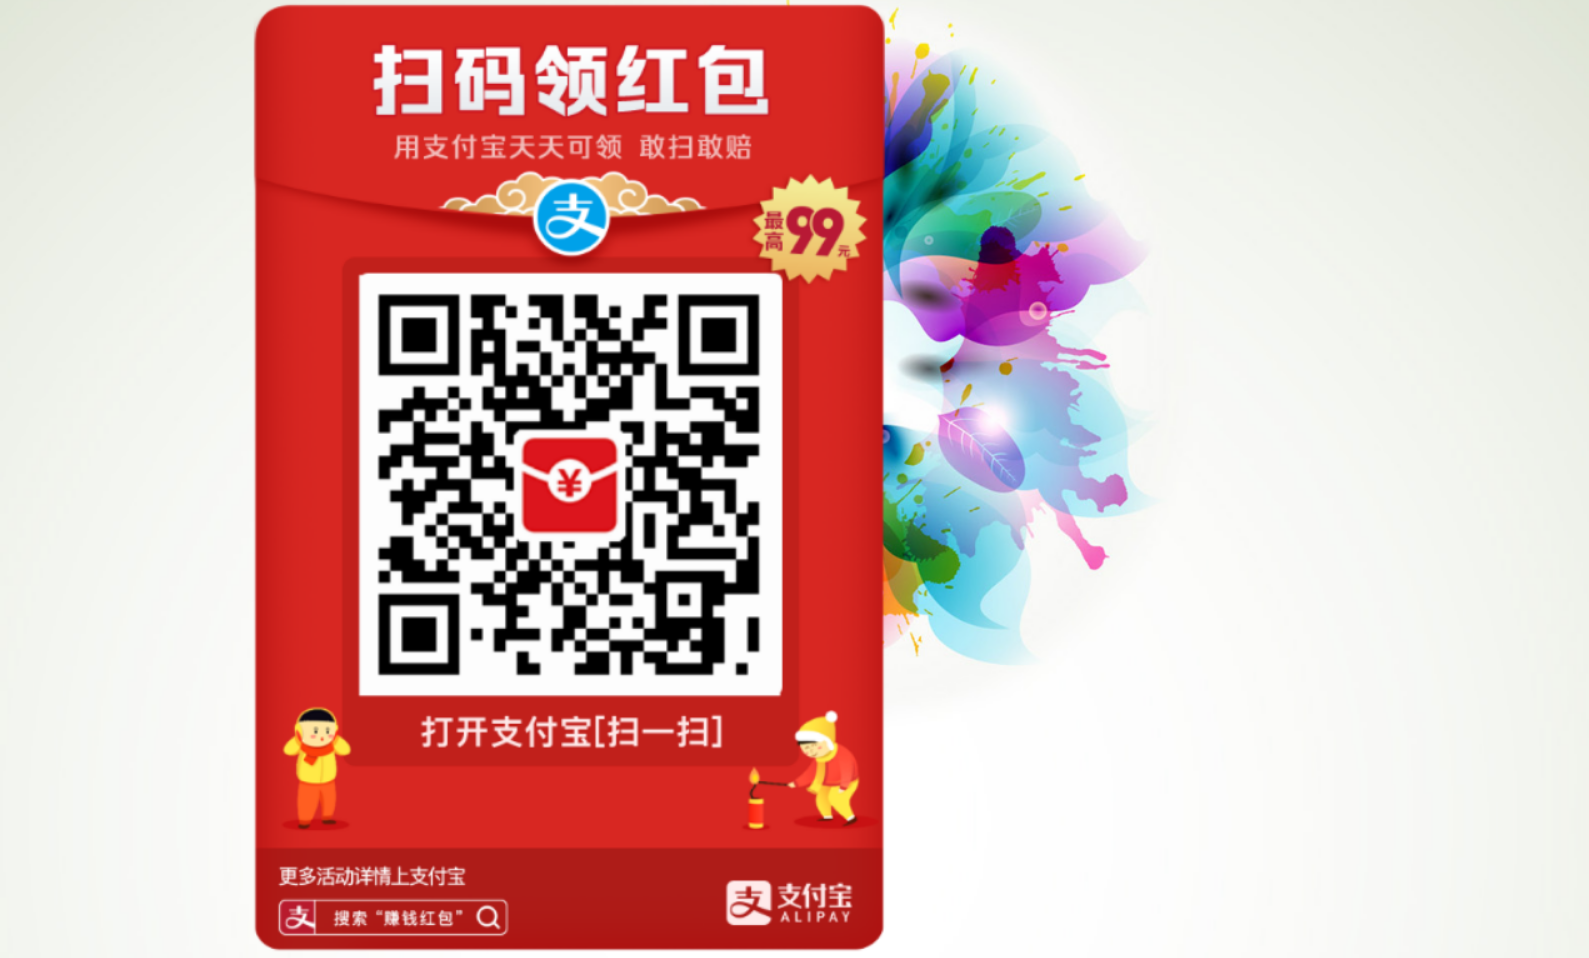 扫码领红包
用支付宝天天可领 敢扫敢赔
支
最高99元
¥
打开支付宝[扫一扫]
更多活动详情上支付宝
支 搜索“赚钱红包”
支 支付宝
ALIPAY